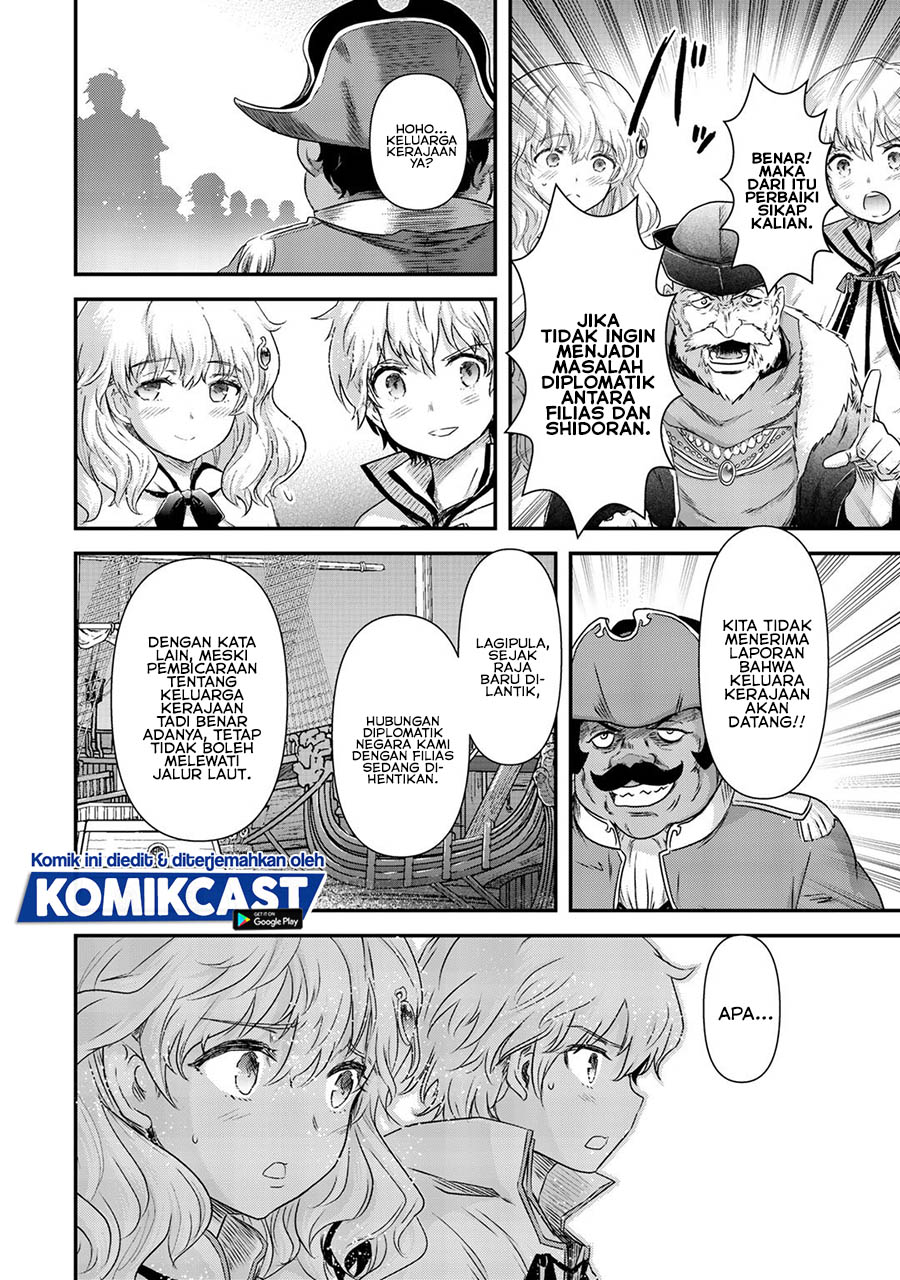 BENAR!
MAKA
DARI ITU
PERBAIKI
SIKAP
KALIAN.
JIKA
TIDAK INGIN
MENJADI
MASALAH
DIPLOMATIK
ANTARA
FILIAS DAN
SHIDORAN.
HOHO...
KELUARGA
KERAJAAN
YA?
KITA TIDAK
MENERIMA
LAPORAN
BAHWA
KELUARA
KERAJAAN
AKAN
DATANG!!
LAGIPULA,
SEJAK
RAJA
BARU DI-
LANTIK,
HUBUNGAN
DIPLOMATIK
NEGARA KAMI
DENGAN FILIAS
SEDANG DI-
HENTIKAN.
DENGAN KATA
LAIN, MESKI
PEMBICARAAN
TENTANG
KELUARGA
KERAJAAN
TADI BENAR
ADANYA, TETAP
TIDAK BOLEH
MELEWATI
JALUR LAUT.
Komik ini diedit & diterjemahkan oleh
KOMIKCAST
GET IT ON
Google Play
APA...